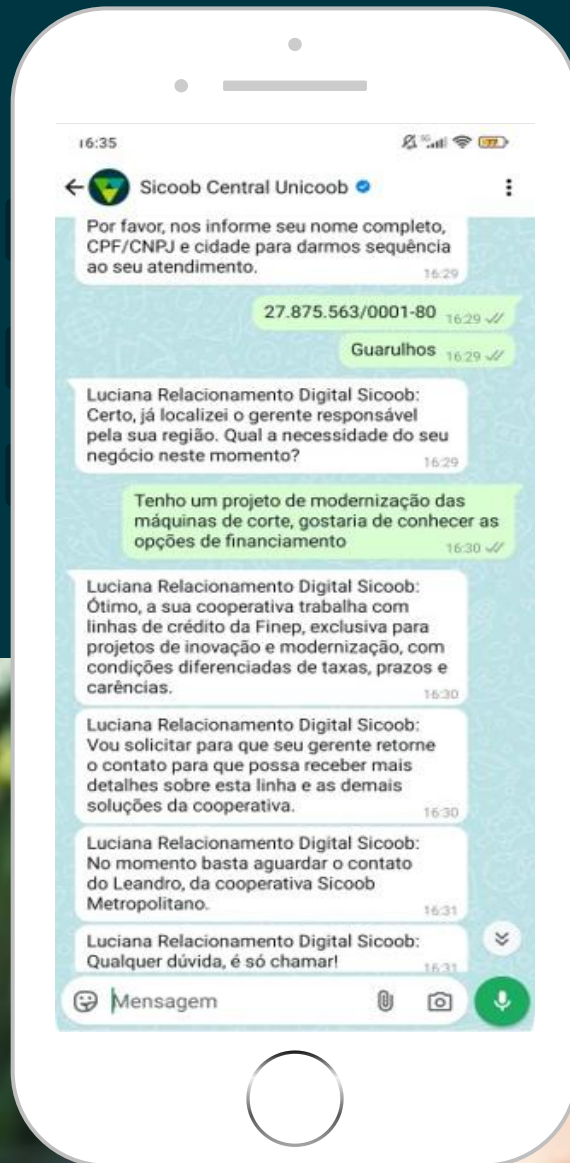 16:35
5G
77
Sicoob Central Unicoob
Por favor, nos informe seu nome completo,
CPF/CNPJ e cidade para darmos sequência
ao seu atendimento.
16:29
27.875.563/0001-80 16:29
Guarulhos 16:29
Luciana Relacionamento Digital Sicoob:
Certo, já localizei o gerente responsável
pela sua região. Qual a necessidade do seu
negócio neste momento?
16:29
Tenho um projeto de modernização das
máquinas de corte, gostaria de conhecer as
opções de financiamento
16:30
Luciana Relacionamento Digital Sicoob:
Ótimo, a sua cooperativa trabalha com
linhas de crédito da Finep, exclusiva para
projetos de inovação e modernização, com
condições diferenciadas de taxas, prazos e
carências.
16:30
Luciana Relacionamento Digital Sicoob:
Vou solicitar para que seu gerente retorne
o contato para que possa receber mais
detalhes sobre esta linha e as demais
soluções da cooperativa.
16:30
Luciana Relacionamento Digital Sicoob:
No momento basta aguardar o contato
do Leandro, da cooperativa Sicoob
Metropolitano.
16:31
Luciana Relacionamento Digital Sicoob:
Qualquer dúvida, é só chamar!
16:31
Mensagem